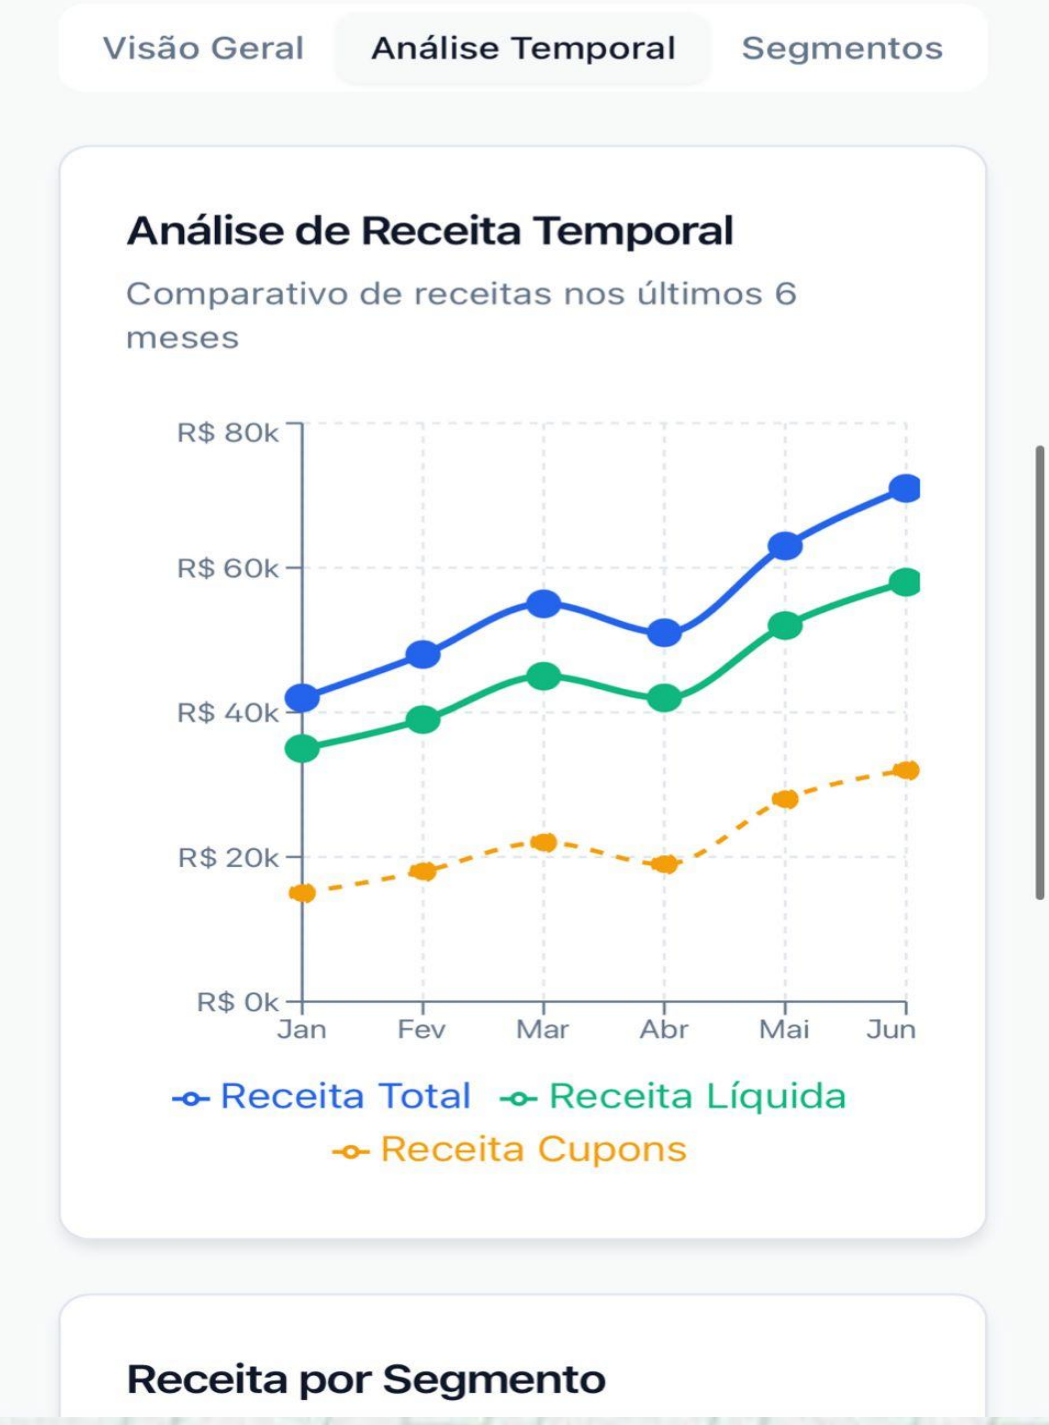 Visão Geral Análise Temporal Segmentos
Análise de Receita Temporal
Comparativo de receitas nos últimos 6
meses
R$ 80k
R$ 60k
R$ 40k
R$ 20k
R$ 0k
Jan Fev Mar Abr Mai Jun
Receita Total Receita Líquida
Receita Cupons
Receita por Segmento